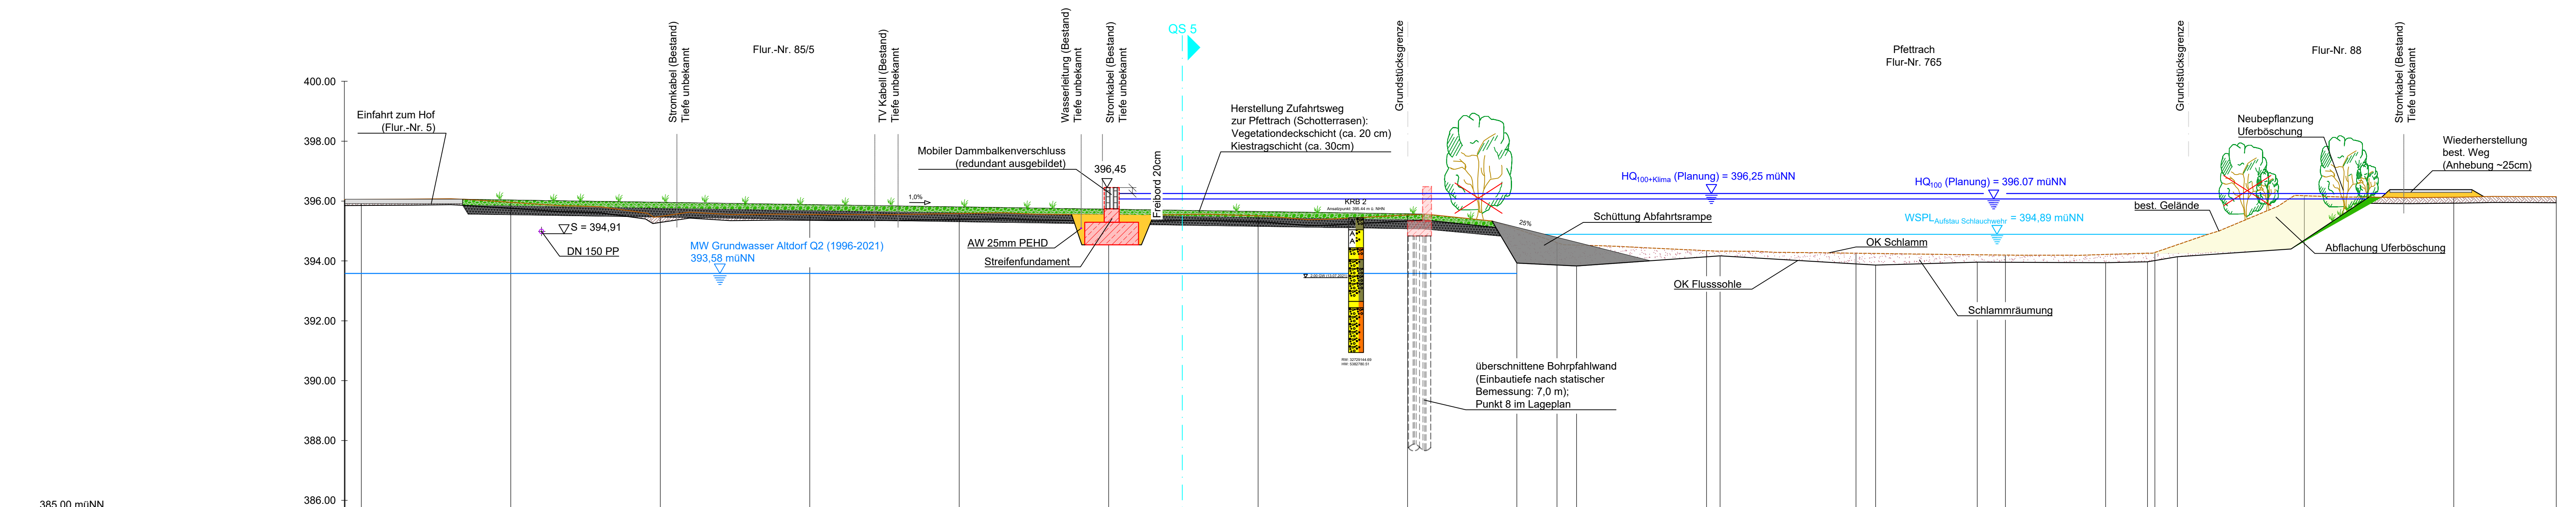 QS 5
Stromkabel (Bestand)
Tiefe unbekannt
Flur.-Nr. 85/5
TV Kabell (Bestand)
Tiefe unbekannt
Wasserleitung (Bestand)
Tiefe unbekannt
Stromkabel (Bestand)
Tiefe unbekannt
Grundstücksgrenze
Pfettrach
Flur-Nr. 765
Grundstücksgrenze
Flur-Nr. 88
Stromkabel (Bestand)
Tiefe unbekannt
400.00
398.00
396.00
394.00
392.00
390.00
388.00
386.00
385.00 müNN
Einfahrt zum Hof
(Flur.-Nr. 5)
S = 394,91
DN 150 PP
MW Grundwasser Altdorf Q2 (1996-2021)
393,58 müNN
1,0%
Mobiler Dammbalkenverschluss
(redundant ausgebildet)
396,45
Freibord 20cm
AW 25mm PEHD
Streifenfundament
Herstellung Zufahrtsweg
zur Pfettrach (Schotterrasen):
Vegetationdeckschicht (ca. 20 cm)
Kiestragschicht (ca. 30cm)
KRB 2
A
A
überschnittene Bohrpfahlwand
(Einbautiefe nach statischer
Bemessung: 7,0 m);
Punkt 8 im Lageplan
25%
Schüttung Abfahrtsrampe
HQ100+Klima (Planung) = 396,25 müNN
HQ100 (Planung) = 396.07 müNN
WSPLAufstau Schlauchwehr = 394,89 müNN
OK Schlamm
OK Flusssohle
Schlammräumung
best. Gelände
Neubepflanzung
Uferböschung
Abflachung Uferböschung
Wiederherstellung
best. Weg
(Anhebung ~25cm)